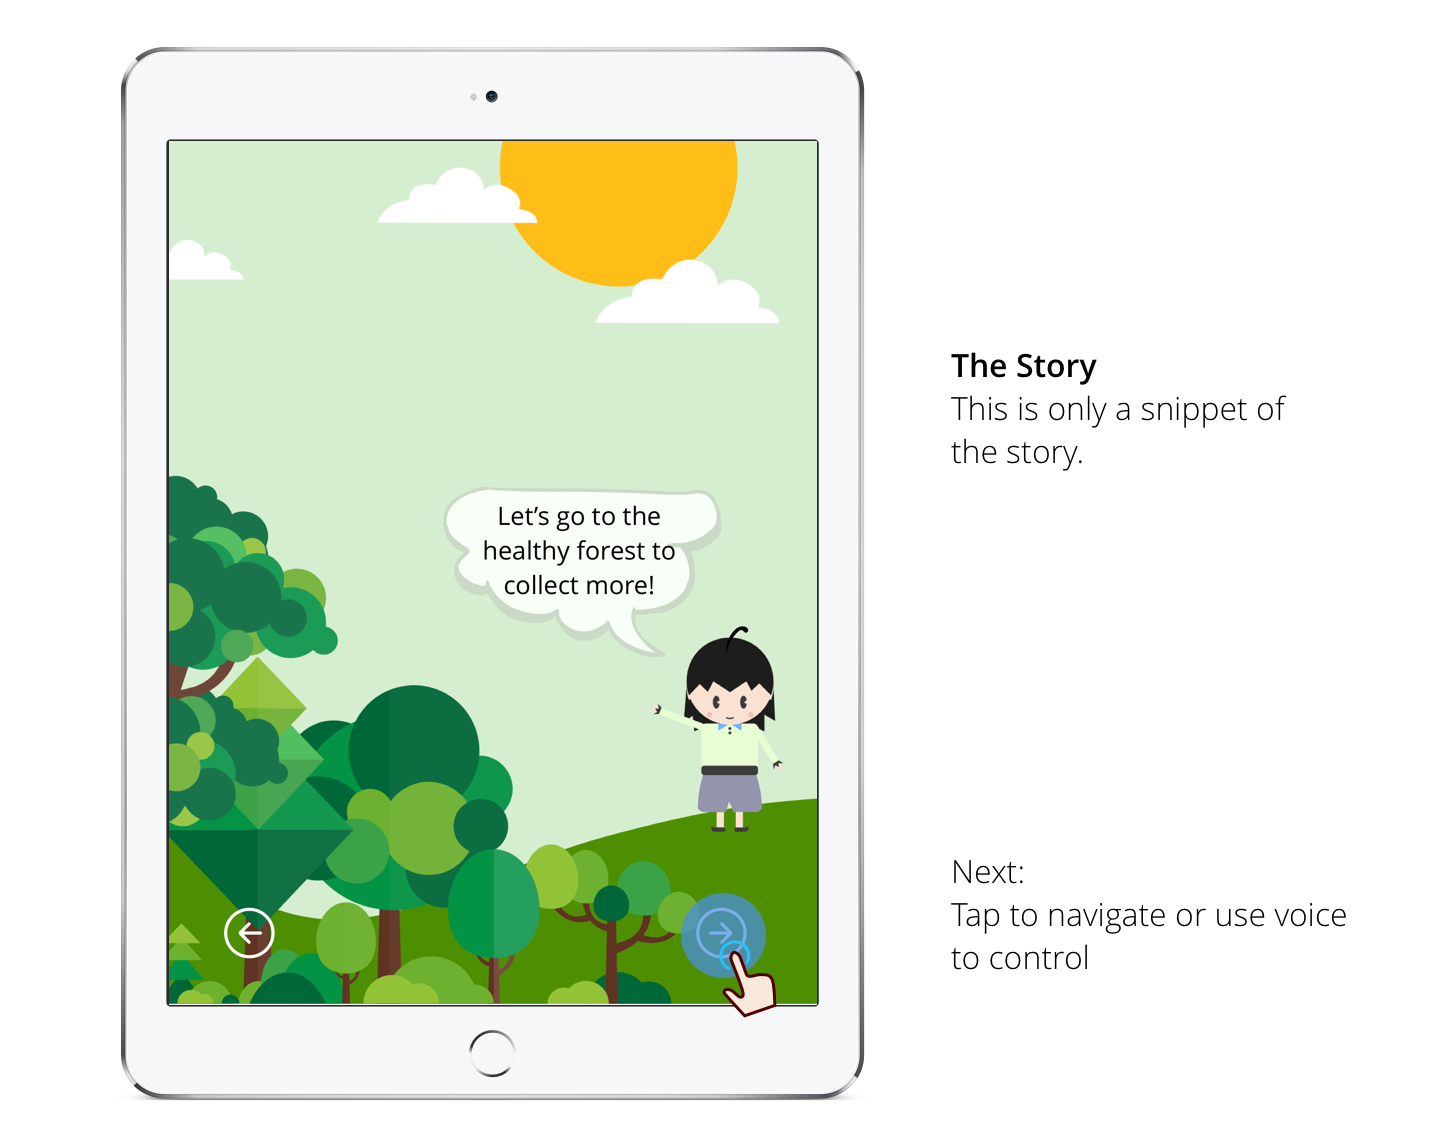 Let’s go to the
healthy forest to
collect more!
The Story
This is only a snippet of
the story.
Next:
Tap to navigate or use voice
to control